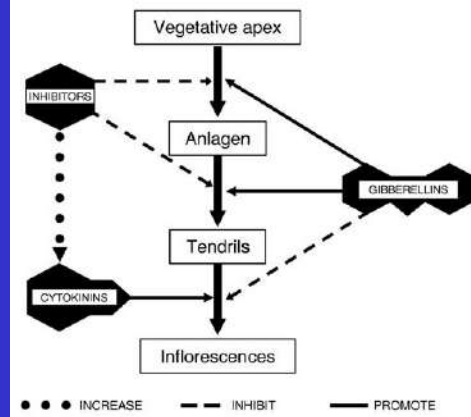 Vegetative apex
INHIBITORS
Anlagen
GIBBERELLINS
Tendrils
CYTOKININS
Inflorescences
INCREASE INHIBIT PROMOTE